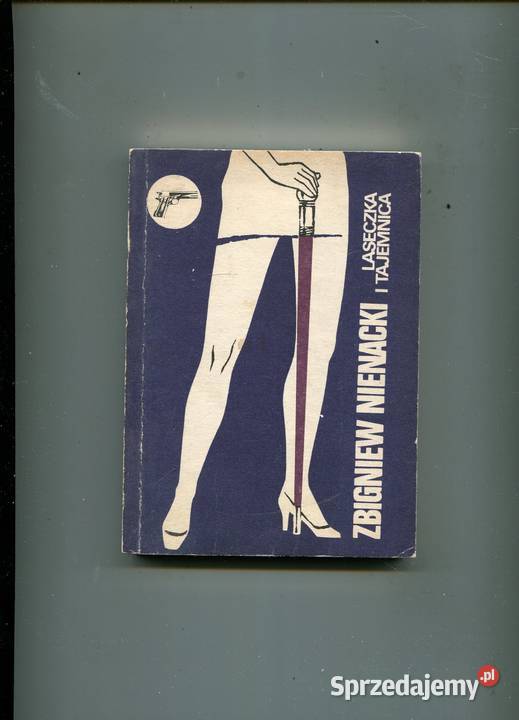 ZBIGNIEW NIENACKI
LASECZKA
I TAJEMNICA
Sprzedajemy.pl